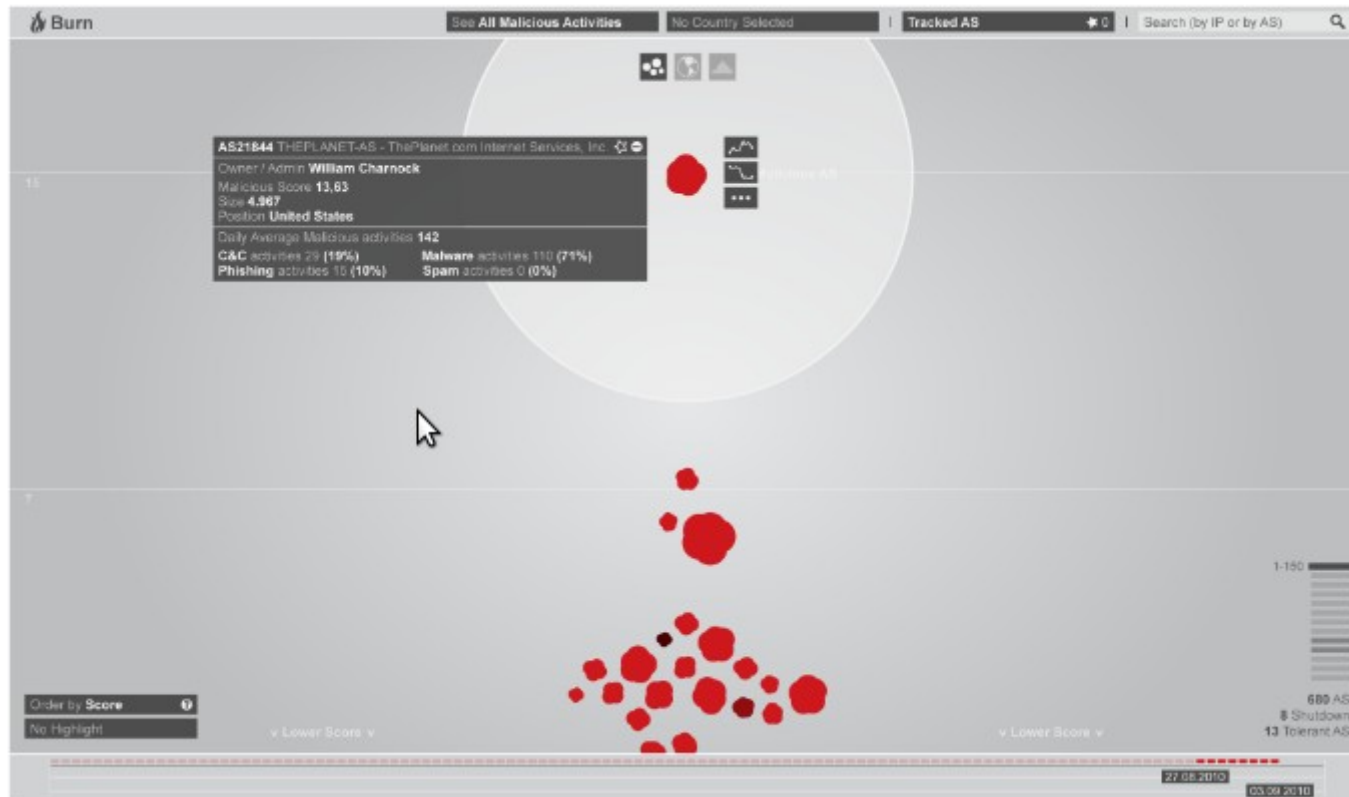 Burn
See All Malicious Activities
No Country Selected
Tracked AS
0
Search (by IP or by AS)
AS21844 THEPLANET-AS - ThePlanet.com Internet Services, Inc.
Owner / Admin William Charnock
Malicious Score 13,63
Size 4.967
Position United States
Daily Average Malicious activities 142
C&C activities 29 (19%) Malware activities 110 (71%)
Phishing activities 15 (10%) Spam activities 0 (0%)
AS
15
7
1-150
680 AS
8 Shutdown
13 Tolerant AS
Order by Score
No Highlight
v Lower Score v
v Lower Score v
27.08.2010
03.09.2010